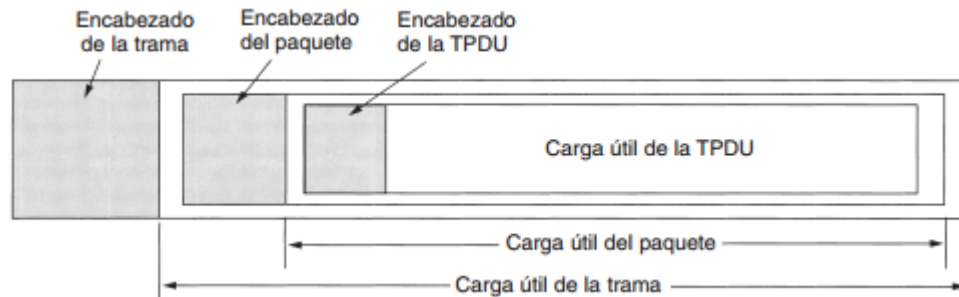 Encabezado
de la trama
Encabezado
del paquete
Encabezado
de la TPDU
Carga útil de la TPDU
Carga útil del paquete
Carga útil de la trama